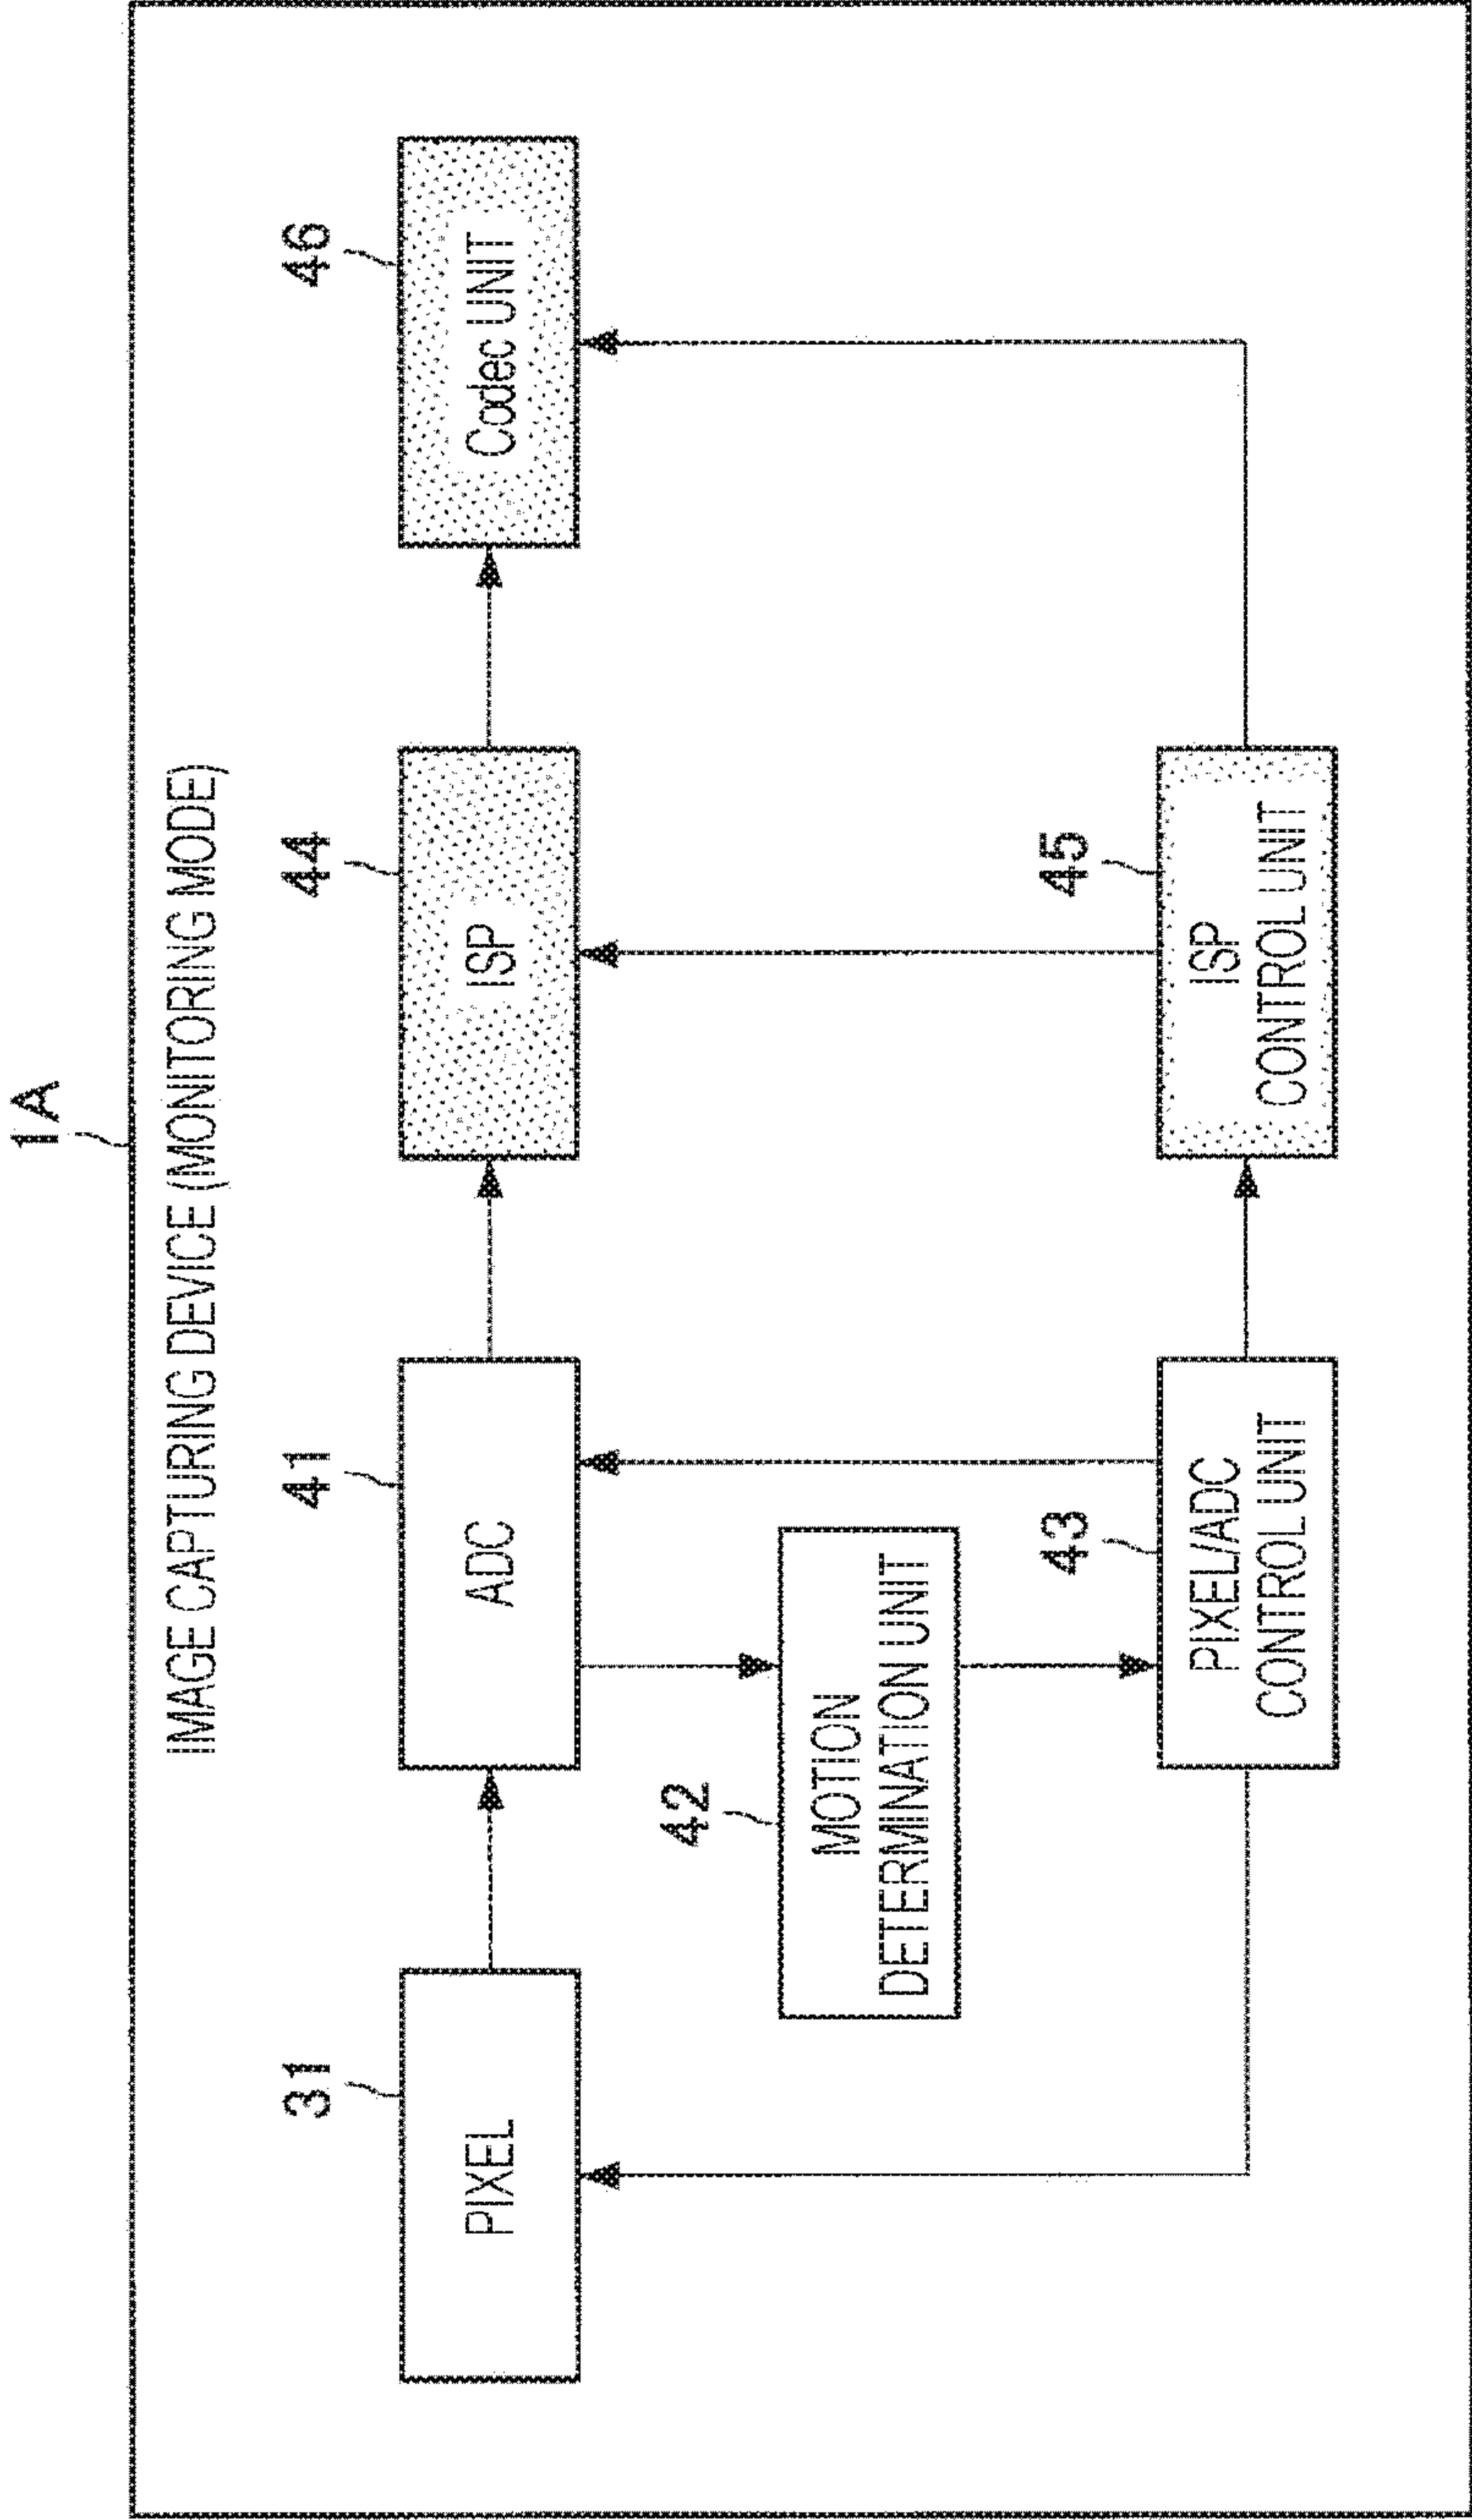 1A
IMAGE CAPTURING DEVICE (MONITORING MODE)
31
PIXEL
41
ADC
44
ISP
46
Codec UNIT
42
MOTION
DETERMINATION UNIT
43
PIXEL/ADC
CONTROL UNIT
45
ISP
CONTROL UNIT